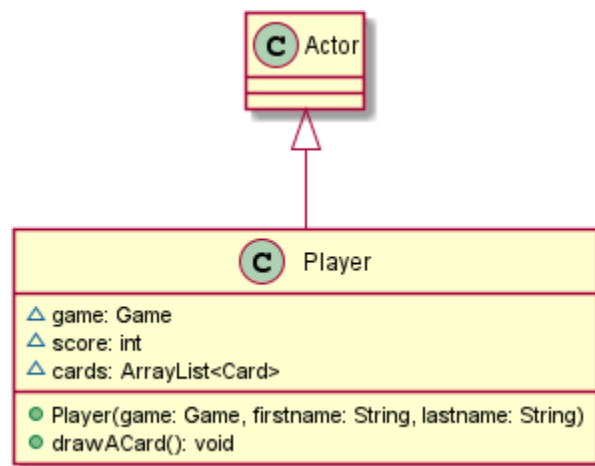 C Actor
C Player
game: Game
score: int
cards: ArrayList<Card>
Player(game: Game, firstname: String, lastname: String)
drawACard(): void